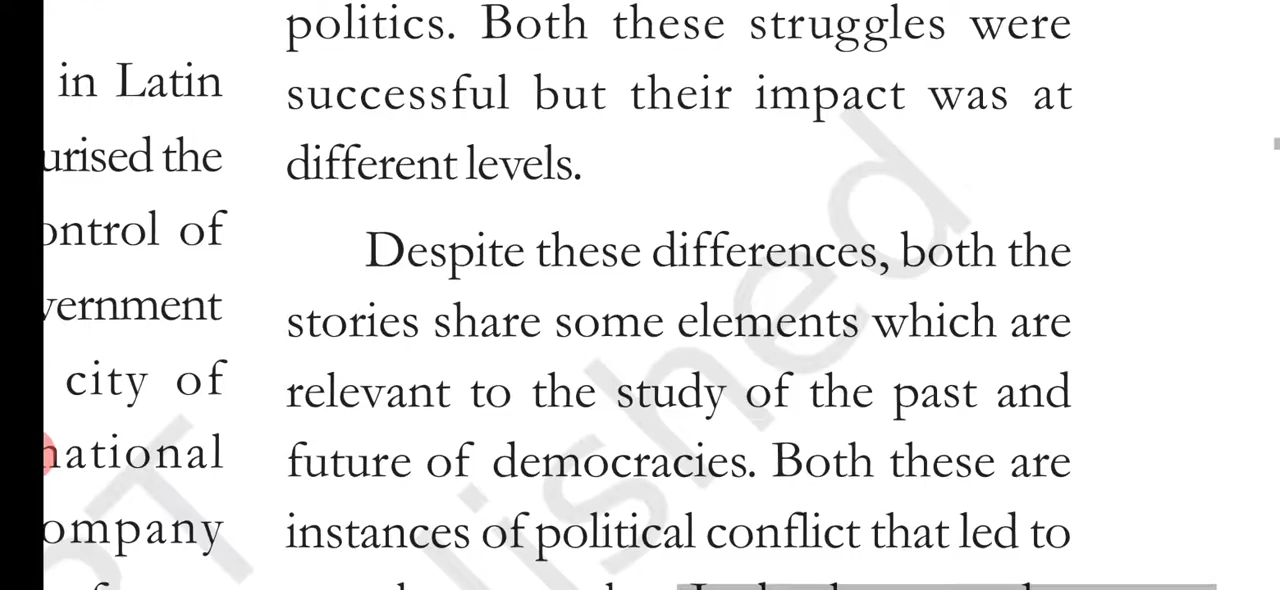 in Latin
urised the
ontrol of
vernment
city of
national
ompany
politics. Both these struggles were
successful but their impact was at
different levels.
Despite these differences, both the
stories share some elements which are
relevant to the study of the past and
future of democracies. Both these are
instances of political conflict that led to